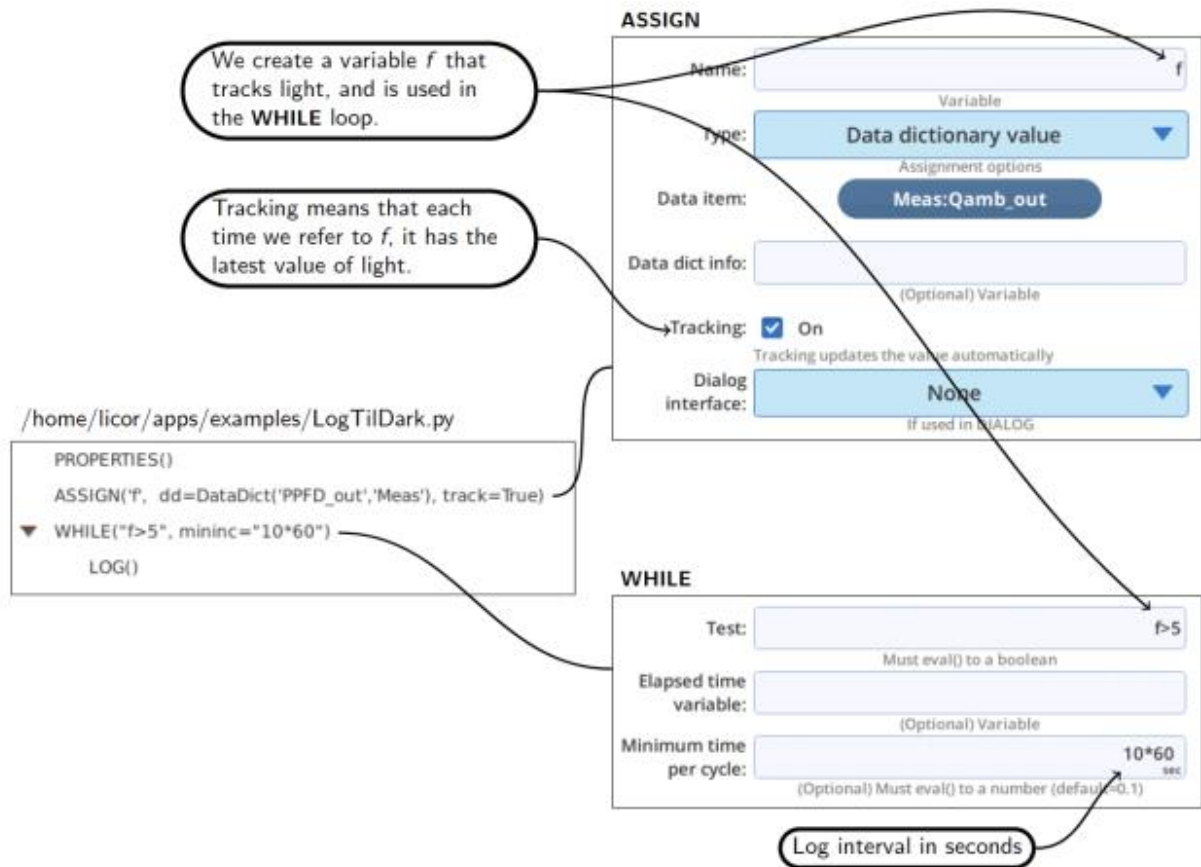 ASSIGN
We create a variable f that
tracks light, and is used in
the WHILE loop.
Name: f
Variable
Type: Data dictionary value
Assignment options
Data item: Meas:Qamb_out
Tracking means that each
time we refer to f, it has the
latest value of light.
Data dict info:
(Optional) Variable
Tracking: On
Tracking updates the value automatically
Dialog
interface: None
If used in DIALOG
/home/licor/apps/examples/LogTilDark.py
PROPERTIES()
ASSIGN('f', dd=DataDict('PPFD_out','Meas'), track=True)
WHILE("f>5", mininc="10*60")
LOG()
WHILE
Test: f>5
Must eval() to a boolean
Elapsed time
variable:
(Optional) Variable
Minimum time
per cycle: 10*60
sec
(Optional) Must eval() to a number (default=0.1)
Log interval in seconds